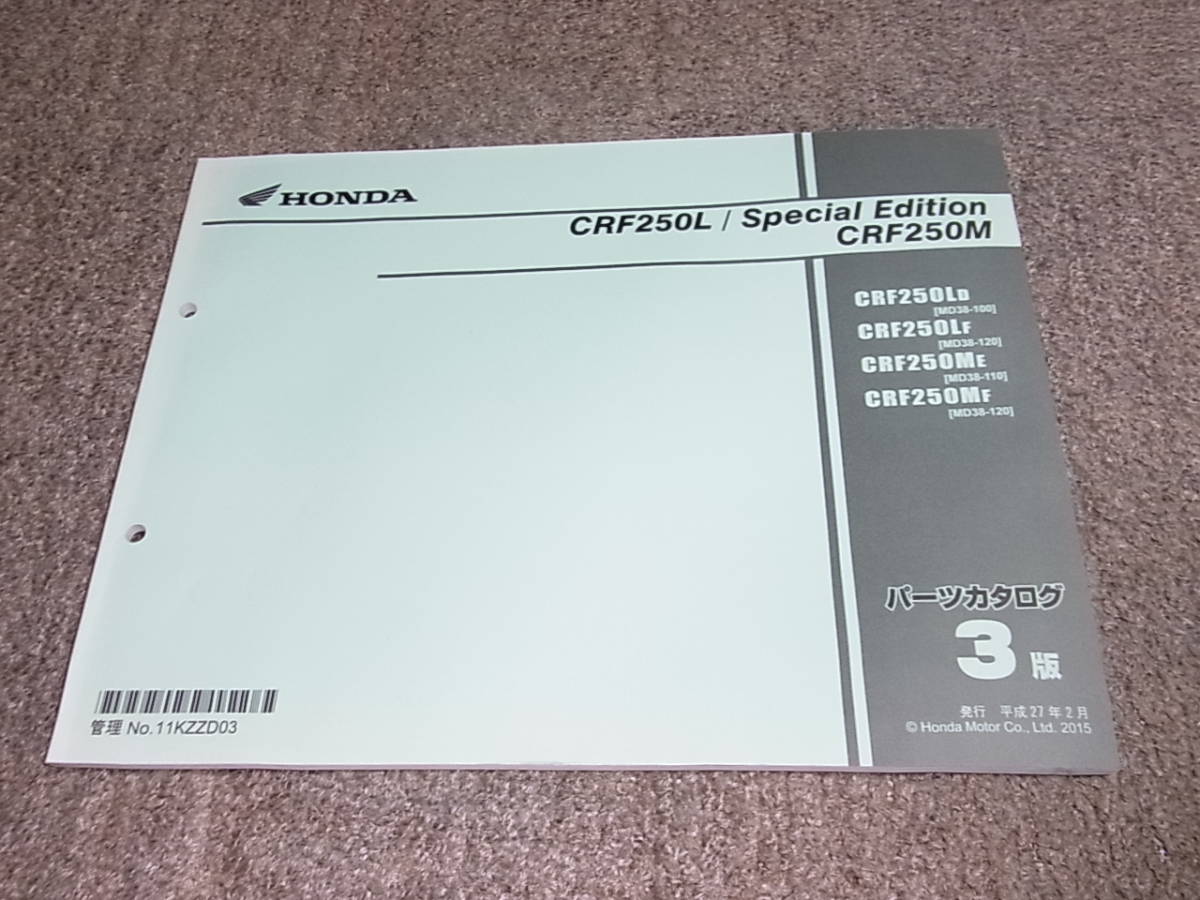 HONDA
CRF250L / Special Edition
CRF250M
CRF250LD
[MD38-100]
CRF250LF
[MD38-120]
CRF250ME
[MD38-110]
CRF250MF
[MD38-120]
パーツカタログ
3版
発行 平成27年2月
© Honda Motor Co., Ltd. 2015
管理 No.11KZZD03